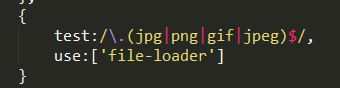 },
{
test:/\.(jpg|png|gif|jpeg)$/,
use:['file-loader']
}